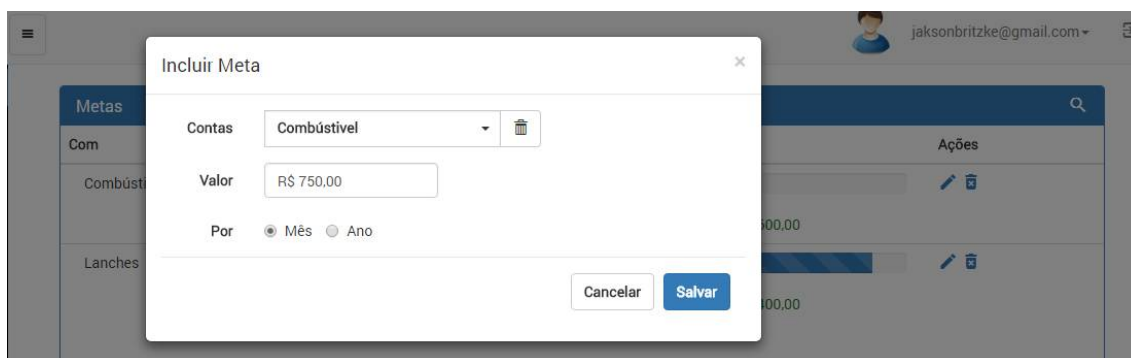 jaksonbritzke@gmail.com
Incluir Meta
×
Metas
Contas Combústivel
Com Ações
Valor R$ 750,00
Combústi
Por Mês Ano
00,00
Lanches
Cancelar Salvar
00,00